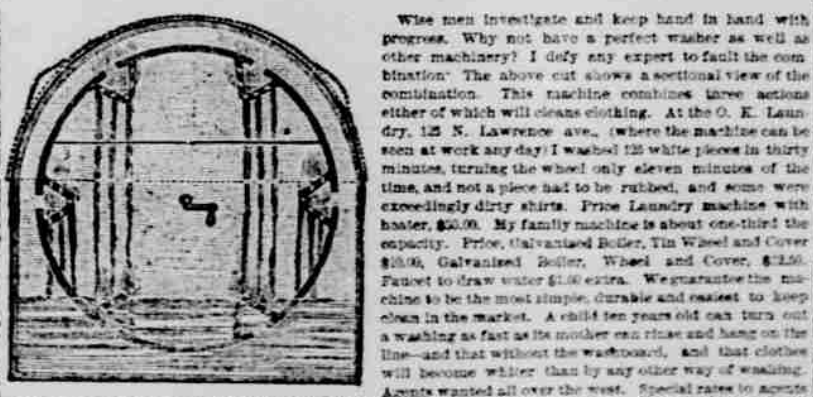 Wise men investigate and keep hand in hand with
progress. Why not have a perfect washer as well as
other machinery? I defy any expert to fault the com-
bination· The above cut shows a sectional view of the
combination. This machine combines three actions
either of which will cleans clothing. At the O. K. Laun-
dry, 125 N. Lawrence ave., (where the machine can be
seen at work any day) I washed 125 white pieces in thirty
minutes, turning the wheel only eleven minutes of the
time, and not a piece had to be rubbed, and some were
exceedingly dirty shirts. Price Laundry machine with
heater, My family machine is about one-third the
capacity. Price, Galvanized Boiler, Tin Wheel and Cover
$10.00, Galvanized Boiler, Wheel and Cover, $12.50.
Faucet to draw water $1.00 extra. We guarantee the ma-
chine to be the most simple, durable and easiest to keep
clean in the market. A child ten years old can turn out
a washing as fast as its mother can rinse and hang on the
line—and that without the washboard, and that clothes
will become whiter than by any other way of washing.
Agents wanted all over the west. Special rates to agents